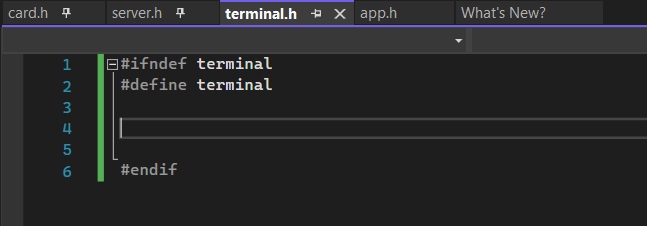 card.h server.h terminal.h app.h What's New?
1 #ifndef terminal
2 #define terminal
3
4
5
6 #endif